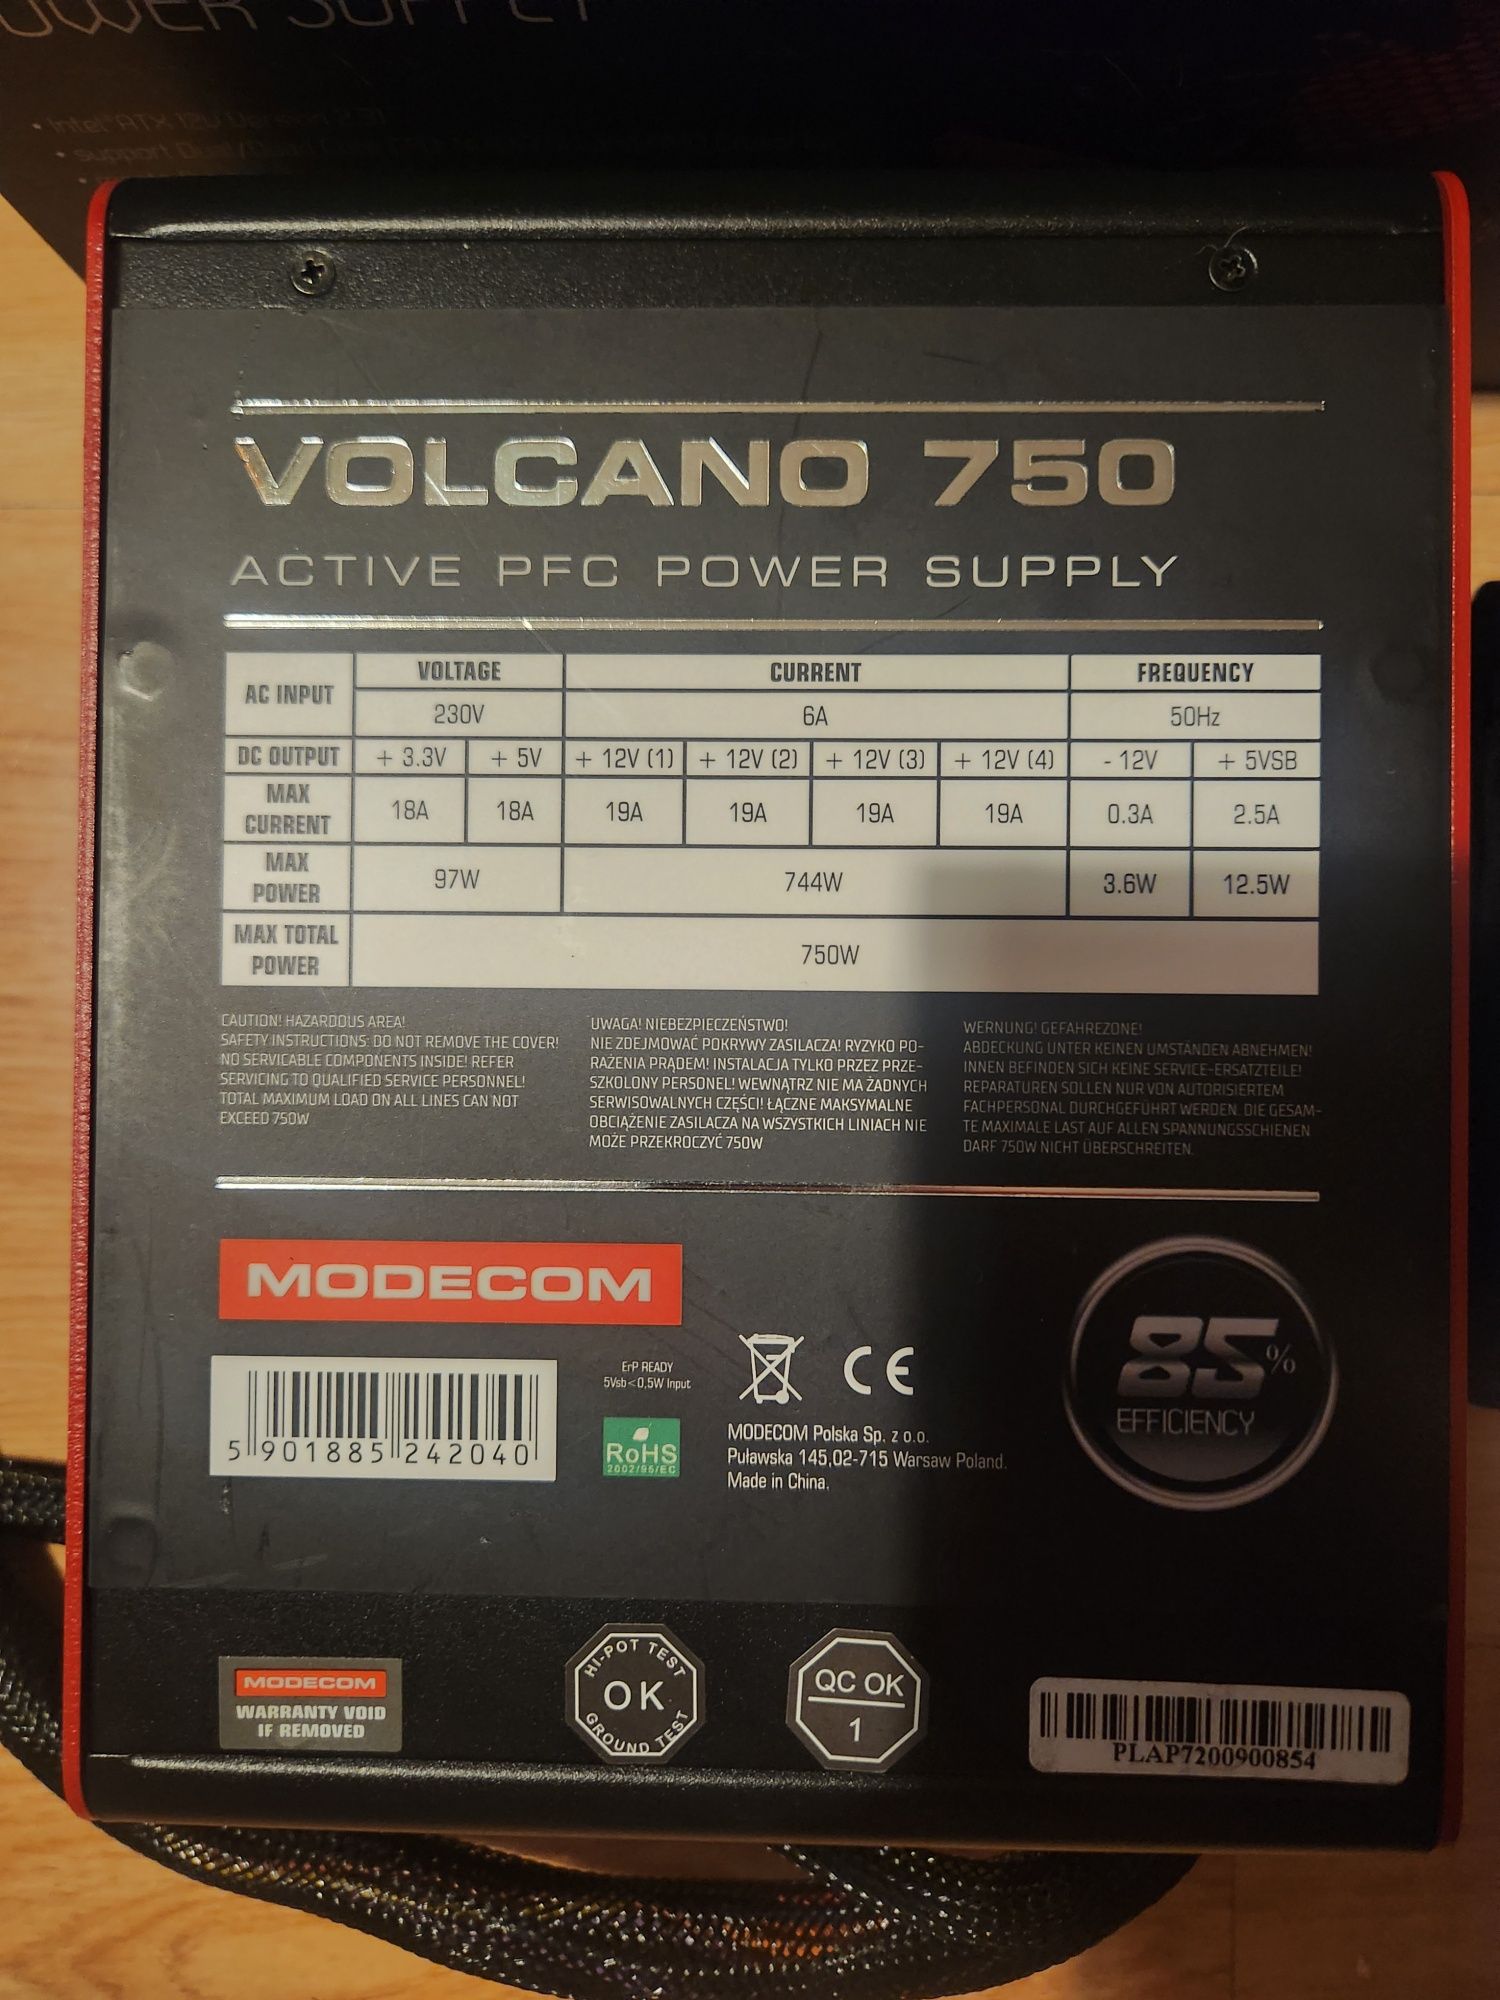 POWER SUPPLY
• Intel ATX 12V Version 2.31
• support Dual
VOLCANO 750
ACTIVE PFC POWER SUPPLY
AC INPUT VOLTAGE CURRENT FREQUENCY
230V 6A 50Hz
DC OUTPUT + 3.3V + 5V + 12V (1) + 12V (2) + 12V (3) + 12V (4) - 12V + 5VSB
MAX CURRENT 18A 18A 19A 19A 19A 19A 0.3A 2.5A
MAX POWER 97W 744W 3.6W 12.5W
MAX TOTAL POWER 750W
CAUTION! HAZARDOUS AREA!
SAFETY INSTRUCTIONS: DO NOT REMOVE THE COVER!
NO SERVICABLE COMPONENTS INSIDE! REFER
SERVICING TO QUALIFIED SERVICE PERSONNEL!
TOTAL MAXIMUM LOAD ON ALL LINES CAN NOT
EXCEED 750W
UWAGA! NIEBEZPIECZEŃSTWO!
NIE ZDEJMOWAĆ POKRYWY ZASILACZA! RYZYKO PO-
RAŻENIA PRĄDEM! INSTALACJA TYLKO PRZEZ PRZE-
SZKOLONY PERSONEL! WEWNĄTRZ NIE MA ŻADNYCH
SERWISOWALNYCH CZĘŚCI! ŁĄCZNE MAKSYMALNE
OBCIĄŻENIE ZASILACZA NA WSZYSTKICH LINIACH NIE
MOŻE PRZEKROCZYĆ 750W
WERNUNG! GEFAHREZONE!
ABDECKUNG UNTER KEINEN UMSTÄNDEN ABNEHMEN!
INNEN BEFINDEN SICH KEINE SERVICE-ERSATZTEILE!
REPARATUREN SOLLEN NUR VON AUTORISIERTEM
FACHPERSONAL DURCHGEFÜHRT WERDEN. DIE GESAM-
TE MAXIMALE LAST AUF ALLEN SPANNUNGSSCHIENEN
DARF 750W NICHT ÜBERSCHREITEN.
MODECOM
5 901885 242040
ErP READY
5Vsb<0,5W Input
RoHS
2002/95/EC
CE
MODECOM Polska Sp. z o.o.
Puławska 145,02-715 Warsaw Poland.
Made in China.
85%
EFFICIENCY
MODECOM
WARRANTY VOID
IF REMOVED
HI-POT TEST
OK
GROUND TEST
QC OK
1
PLAP7200900854